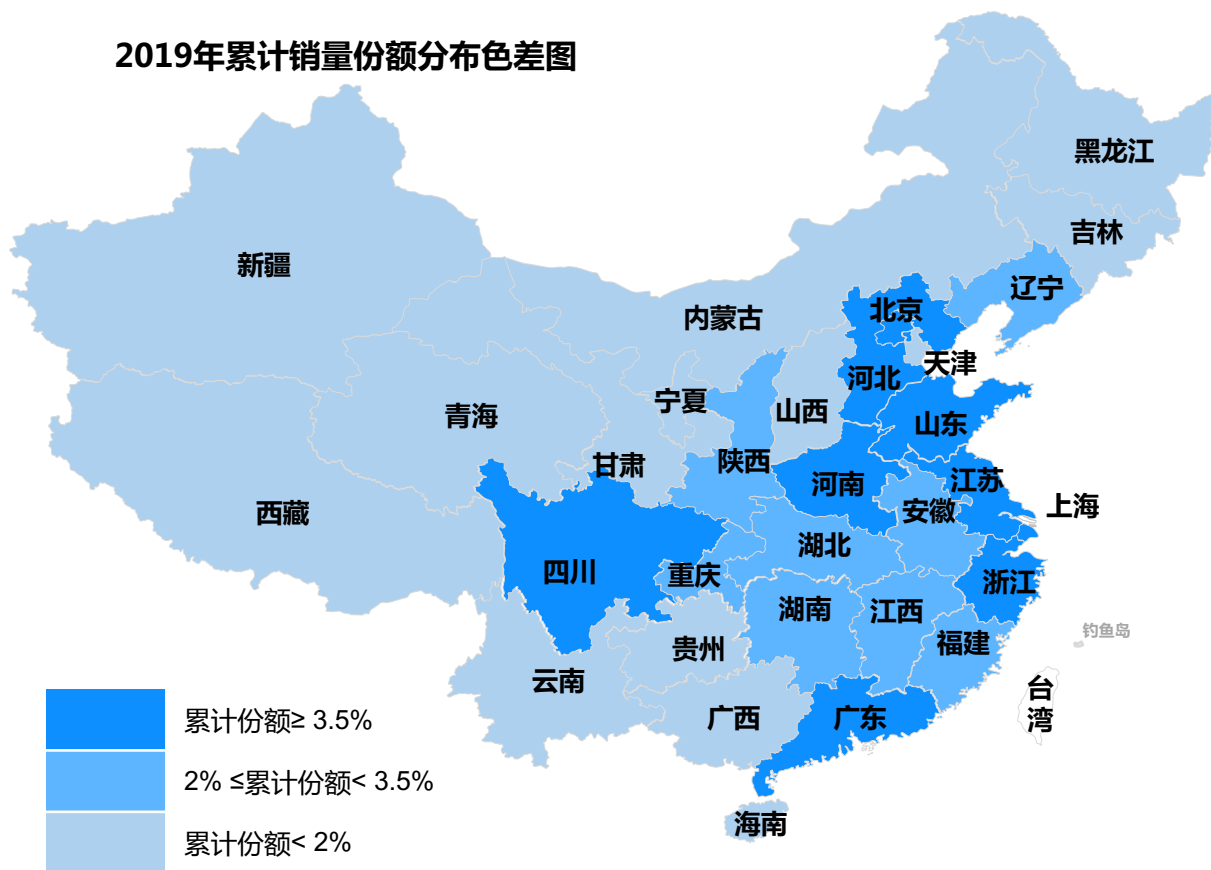 2019年累计销量份额分布色差图
黑龙江
吉林
新疆
辽宁
北京
内蒙古
天津
河北
宁夏
山西
青海
山东
甘肃
陕西
河南
江苏
安徽
上海
西藏
湖北
四川
重庆
浙江
湖南
江西
钓鱼岛
福建
贵州
云南
台
湾
广西
广东
累计份额≥ 3.5%
2% ≤累计份额< 3.5%
海南
累计份额< 2%